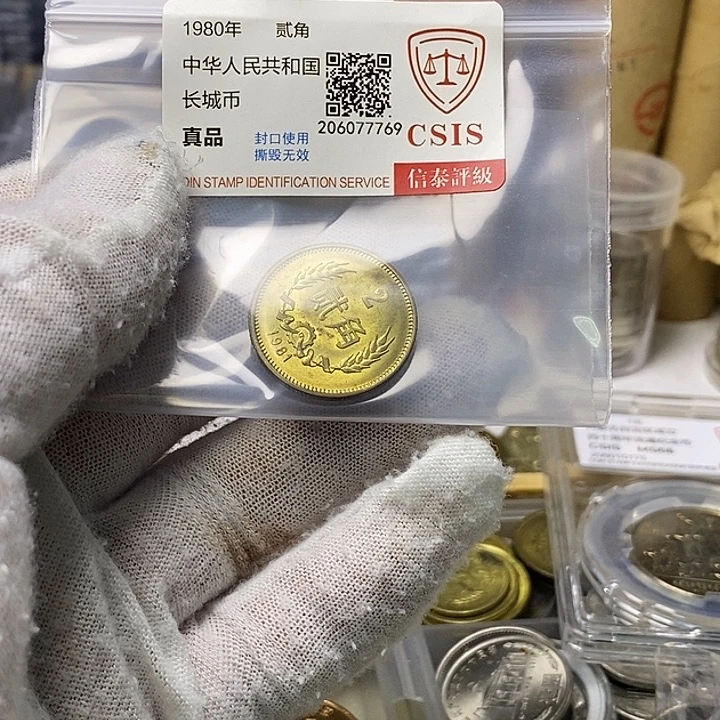 1980年 贰角
中华人民共和国
长城币
206077769
真品
封口使用
撕毁无效
CSIS
OIN STAMP IDENTIFICATION SERVICE
信泰評級
2
贰角
1981
CSIS MS66